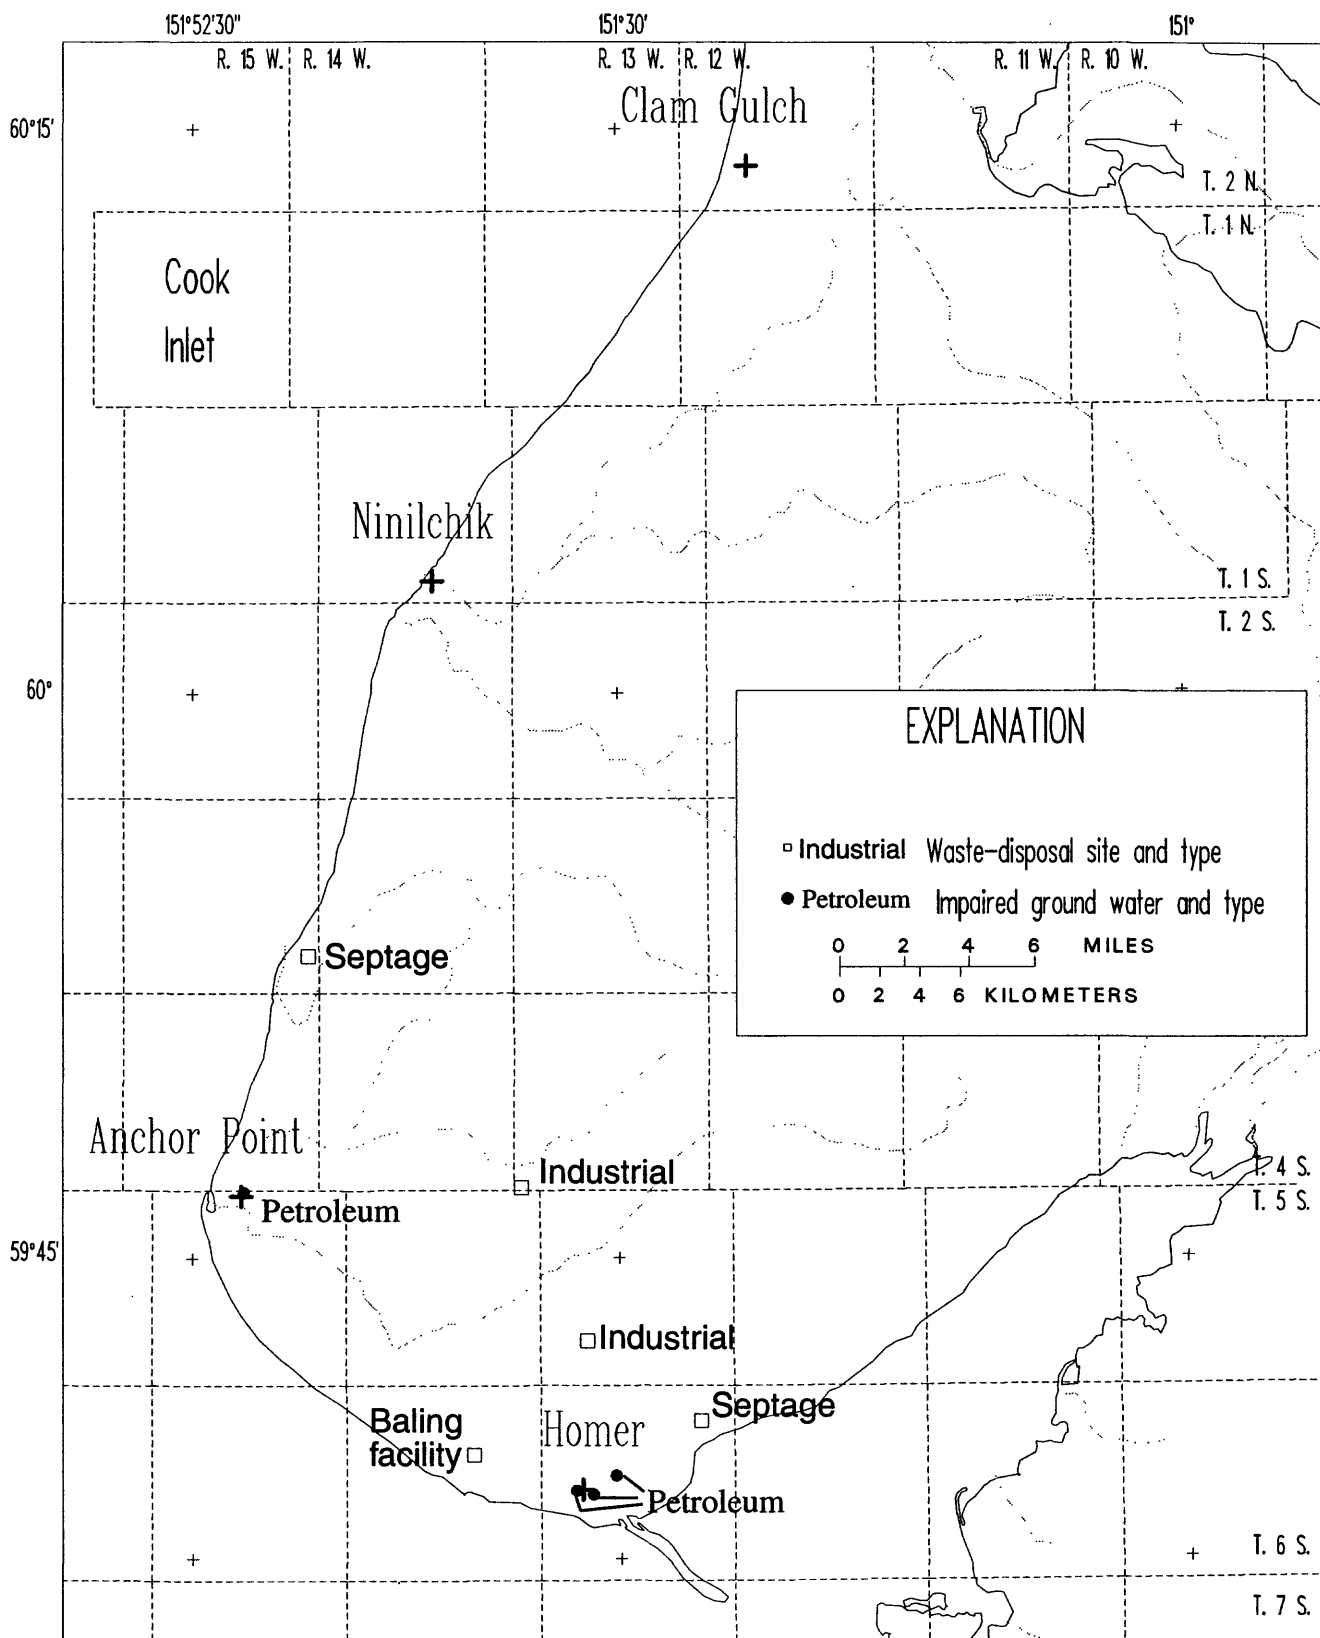 151°52'30" 151°30' 151°
R. 15 W. R. 14 W. R. 13 W. R. 12 W. R. 11 W. R. 10 W.
Clam Gulch
60°15'
T. 2 N.
T. 1 N.
Cook
Inlet
Ninilchik
T. 1 S.
T. 2 S.
60°
EXPLANATION
Industrial Waste-disposal site and type
Petroleum Impaired ground water and type
0 2 4 6 MILES
0 2 4 6 KILOMETERS
Septage
Anchor Point
Industrial
T. 4 S.
T. 5 S.
Petroleum
59°45'
Industrial
Septage
Baling
facility
Homer
Petroleum
T. 6 S.
T. 7 S.